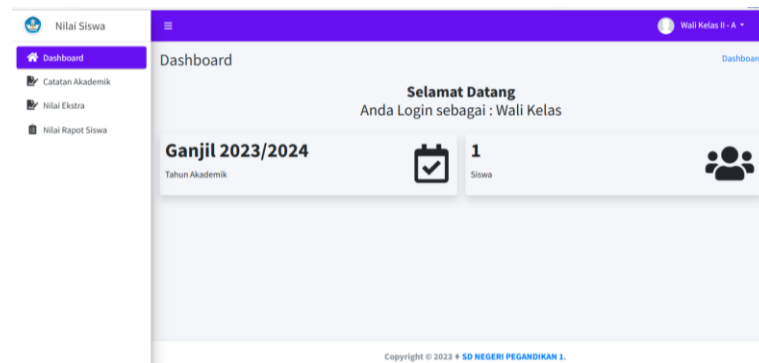 Nilai Siswa
Wali Kelas II - A
Dashboard
Catatan Akademik
Nilai Ekstra
Nilai Rapot Siswa
Dashboard
Dashboar
Selamat Datang
Anda Login sebagai : Wali Kelas
Ganjil 2023/2024
Tahun Akademik
1
Siswa
Copyright © 2023 ♦ SD NEGERI PEGANDIKAN 1.